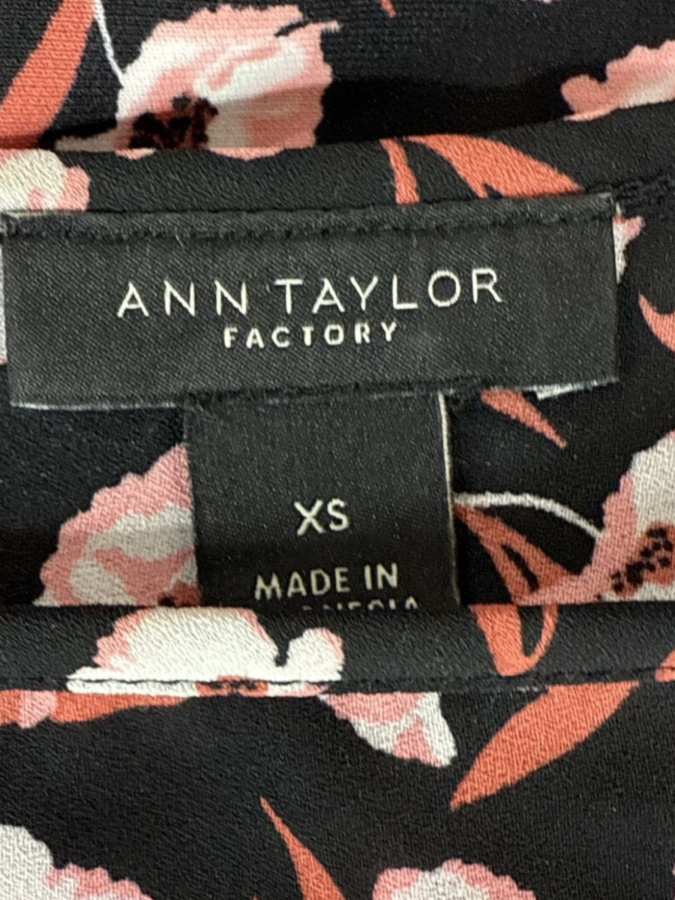 ANN TAYLOR
FACTORY
XS
MADE IN